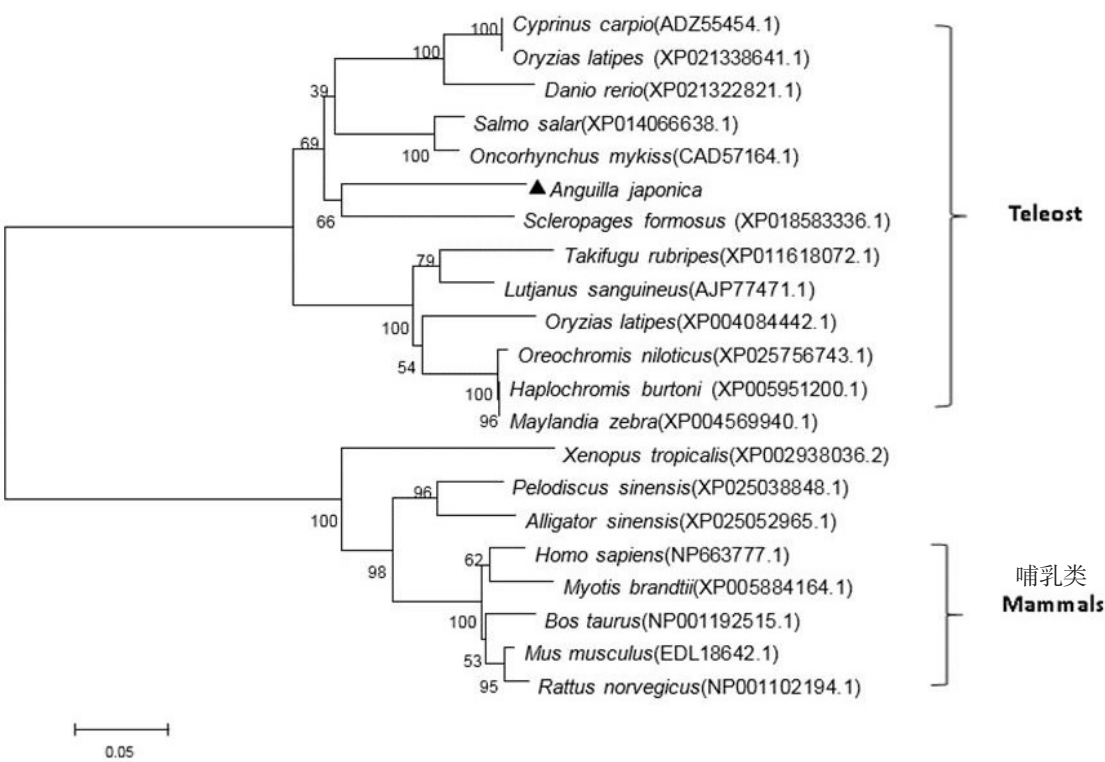 100 Cyprinus carpio(ADZ55454.1)
100
Oryzias latipes (XP021338641.1)
39 Danio rerio(XP021322821.1)
Salmo salar(XP014066638.1)
69
100 Oncorhynchus mykiss(CAD57164.1)
▲Anguilla japonica
66 Scleropages formosus (XP018583336.1)
Teleost
79 Takifugu rubripes(XP011618072.1)
Lutjanus sanguineus(AJP77471.1)
100 Oryzias latipes(XP004084442.1)
Oreochromis niloticus(XP025756743.1)
54
100 Haplochromis burtoni (XP005951200.1)
96 Maylandia zebra(XP004569940.1)
Xenopus tropicalis(XP002938036.2)
96 Pelodiscus sinensis(XP025038848.1)
100 Alligator sinensis(XP025052965.1)
62 Homo sapiens(NP663777.1)
98
Myotis brandtii(XP005884164.1)
哺乳类
Mammals
100 Bos taurus(NP001192515.1)
53 Mus musculus(EDL18642.1)
95 Rattus norvegicus(NP001102194.1)
0.05